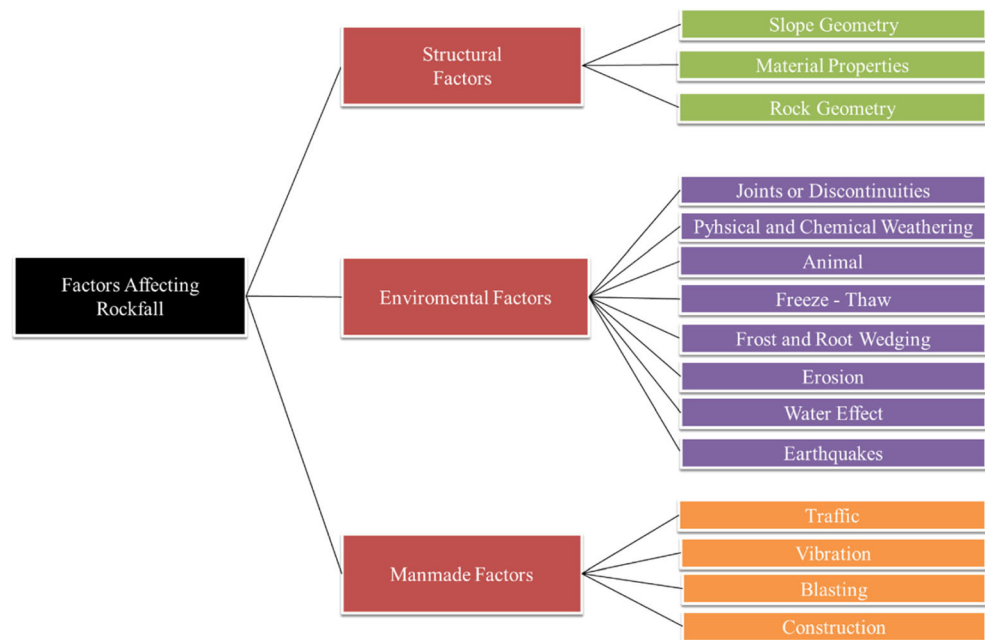 Factors Affecting
Rockfall
Structural
Factors
Slope Geometry
Material Properties
Rock Geometry
Enviromental Factors
Joints or Discontinuities
Pyhsical and Chemical Weathering
Animal
Freeze - Thaw
Frost and Root Wedging
Erosion
Water Effect
Earthquakes
Manmade Factors
Traffic
Vibration
Blasting
Construction